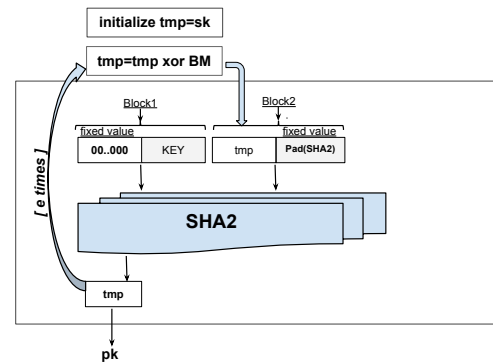 initialize tmp=sk
tmp=tmp xor BM
Block1
Block2
fixed value
fixed value
00..000
KEY
tmp
Pad(SHA2)
[ e times ]
SHA2
tmp
pk